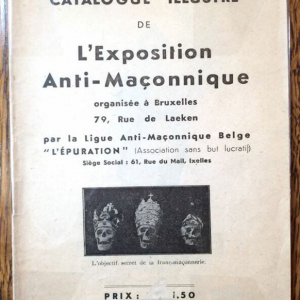 CATALOGUE ILLUSTRÉ
DE
L'Exposition
Anti-Maçonnique
organisée à Bruxelles
79, Rue de Laeken
par la Ligue Anti-Maçonnique Belge
"L'ÉPURATION" (Association sans but lucratif)
Siège Social : 61, Rue du Mail, Ixelles
L'objectif secret de la franc-maçonnerie.
PRIX : 1.50